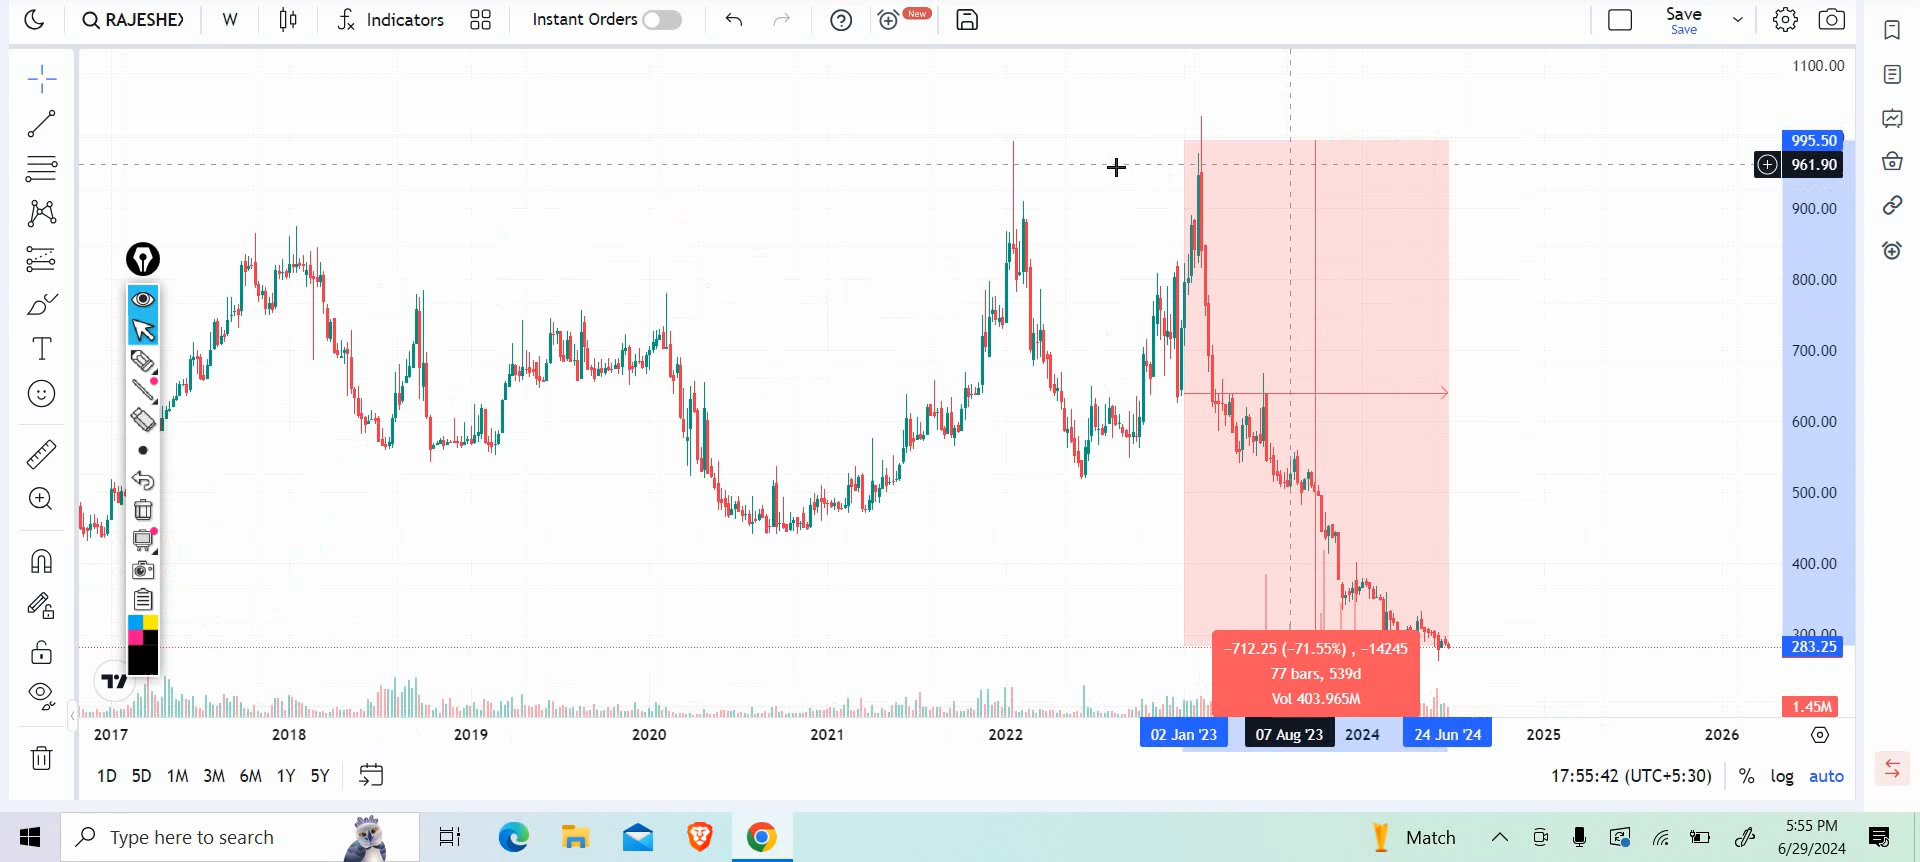 RAJESHEX
W
Indicators
Instant Orders
New
Save
Save
1100.00
995.50
961.90
900.00
800.00
700.00
600.00
500.00
400.00
300.00
283.25
-712.25 (-71.55%) , -14245
77 bars, 539d
Vol 403.965M
1.45M
2017 2018 2019 2020 2021 2022 02 Jan '23 07 Aug '23 2024 24 Jun '24 2025 2026
1D 5D 1M 3M 6M 1Y 5Y
17:55:42 (UTC+5:30) % log auto
Type here to search
Match
5:55 PM
6/29/2024